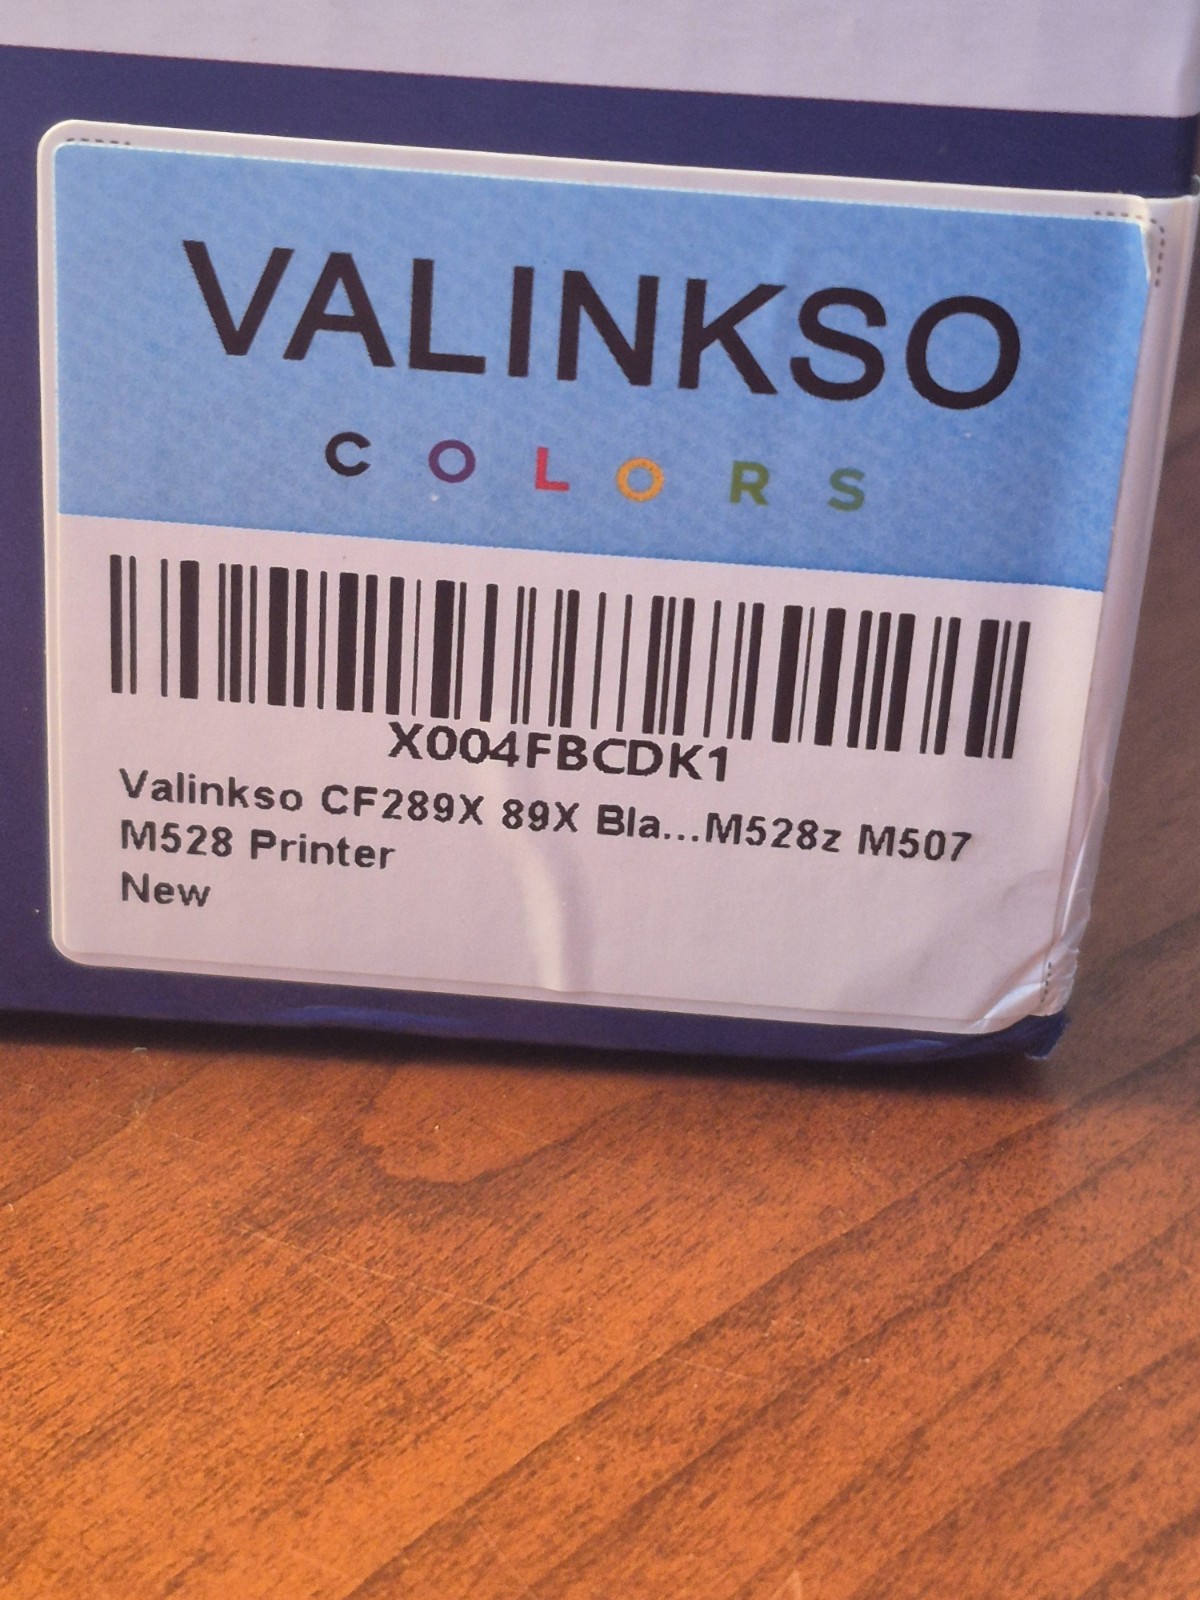 VALINKSO
COLORS
X004FBCDK1
Valinkso CF289X 89X Bla...M528z M507
M528 Printer
New